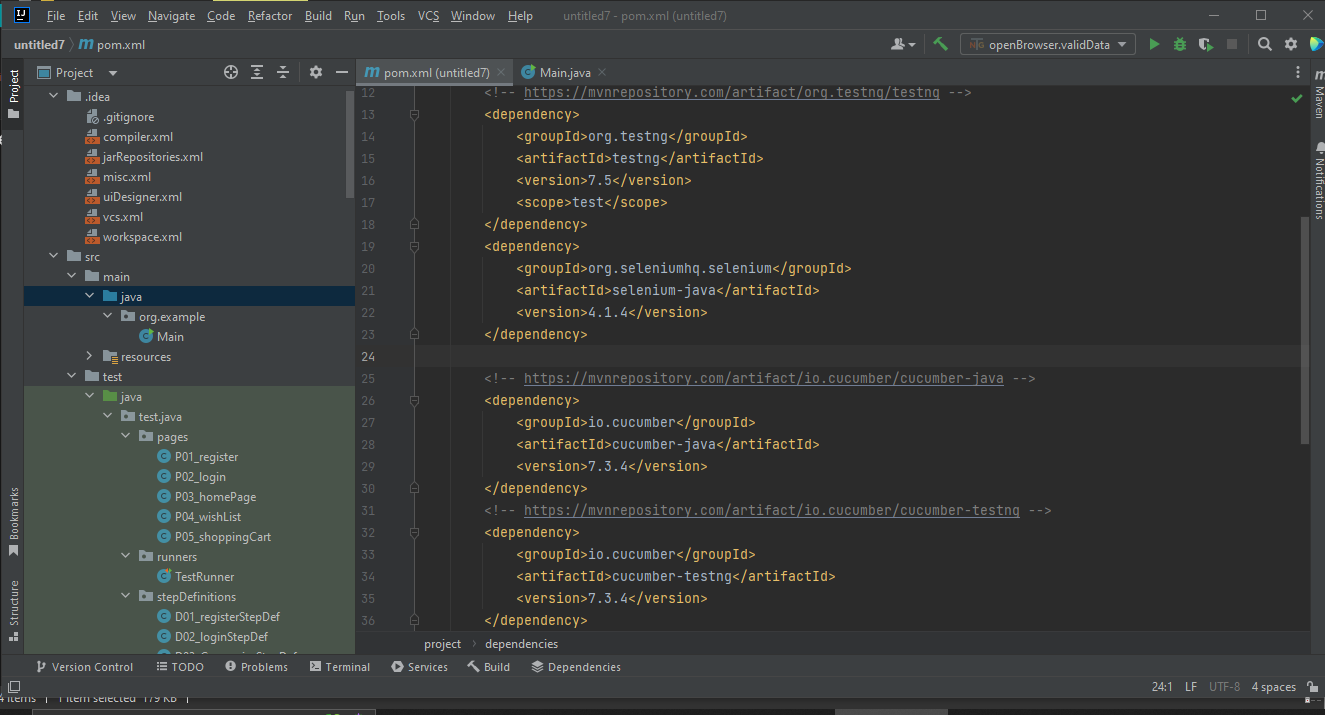 File Edit View Navigate Code Refactor Build Run Tools VCS Window Help untitled7 - pom.xml (untitled7)
untitled7 m pom.xml openBrowser.validData
Project
Project
pom.xml (untitled7)
Main.java
.idea
.gitignore
compiler.xml
jarRepositories.xml
misc.xml
uiDesigner.xml
vcs.xml
workspace.xml
src
main
java
org.example
Main
resources
test
java
test.java
pages
P01_register
P02_login
P03_homePage
P04_wishList
P05_shoppingCart
runners
TestRunner
stepDefinitions
D01_registerStepDef
D02_loginStepDef
12 <!-- https://mvnrepository.com/artifact/org.testng/testng -->
13 <dependency>
14 <groupId>org.testng</groupId>
15 <artifactId>testng</artifactId>
16 <version>7.5</version>
17 <scope>test</scope>
18 </dependency>
19 <dependency>
20 <groupId>org.seleniumhq.selenium</groupId>
21 <artifactId>selenium-java</artifactId>
22 <version>4.1.4</version>
23 </dependency>
24
25 <!-- https://mvnrepository.com/artifact/io.cucumber/cucumber-java -->
26 <dependency>
27 <groupId>io.cucumber</groupId>
28 <artifactId>cucumber-java</artifactId>
29 <version>7.3.4</version>
30 </dependency>
31 <!-- https://mvnrepository.com/artifact/io.cucumber/cucumber-testng -->
32 <dependency>
33 <groupId>io.cucumber</groupId>
34 <artifactId>cucumber-testng</artifactId>
35 <version>7.3.4</version>
36 </dependency>
project dependencies
Maven
Notifications
Bookmarks
Structure
Version Control TODO Problems Terminal Services Build Dependencies
24:1 LF UTF-8 4 spaces
4 items 1 item selected 179 KB